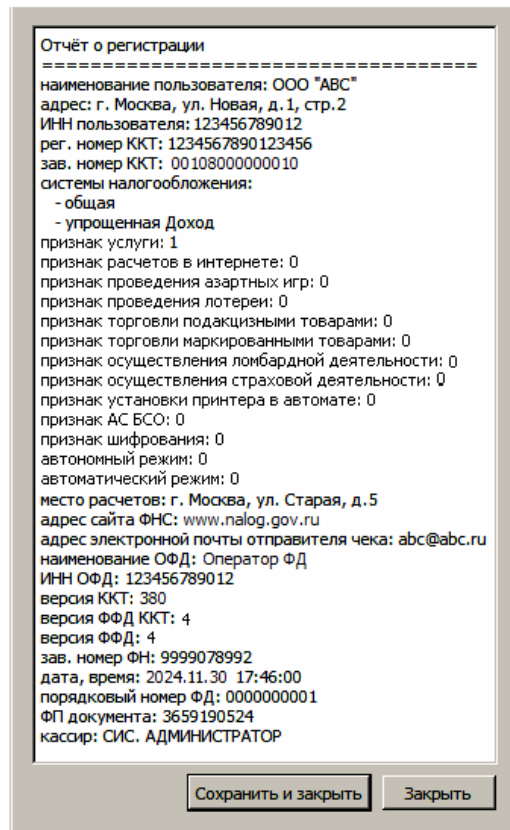 Отчёт о регистрации
====================================
наименование пользователя: ООО "АВС"
адрес: г. Москва, ул. Новая, д.1, стр.2
ИНН пользователя: 123456789012
рег. номер ККТ: 1234567890123456
зав. номер ККТ: 00108000000010
системы налогообложения:
- общая
- упрощенная Доход
признак услуги: 1
признак расчетов в интернете: 0
признак проведения азартных игр: 0
признак проведения лотереи: 0
признак торговли подакцизными товарами: 0
признак торговли маркированными товарами: 0
признак осуществления ломбардной деятельности: 0
признак осуществления страховой деятельности: 0
признак установки принтера в автомате: 0
признак АС БСО: 0
признак шифрования: 0
автономный режим: 0
автоматический режим: 0
место расчетов: г. Москва, ул. Старая, д.5
адрес сайта ФНС: www.nalog.gov.ru
адрес электронной почты отправителя чека: abc@abc.ru
наименование ОФД: Оператор ФД
ИНН ОФД: 123456789012
версия ККТ: 380
версия ФФД ККТ: 4
версия ФФД: 4
зав. номер ФН: 9999078992
дата, время: 2024.11.30 17:46:00
порядковый номер ФД: 0000000001
ФП документа: 3659190524
кассир: СИС. АДМИНИСТРАТОР
Сохранить и закрыть Закрыть